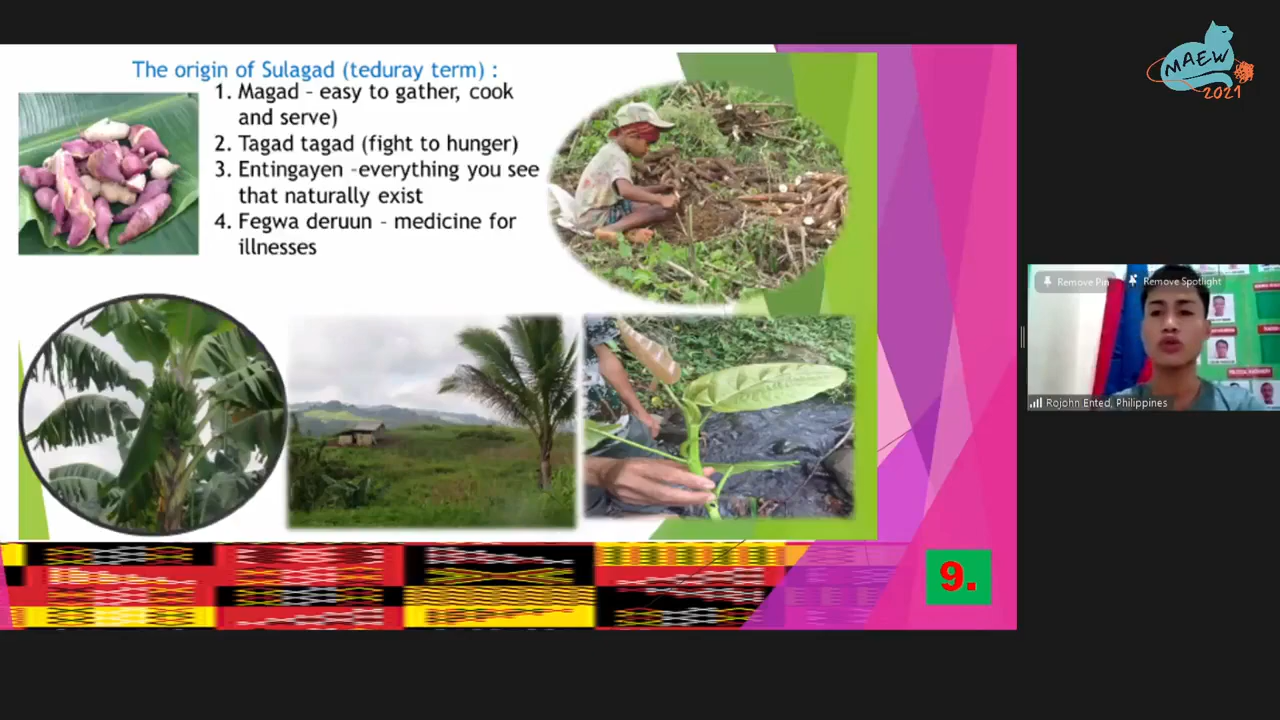 MAEW
2021
The origin of Sulagad (teduray term) :
1. Magad – easy to gather, cook
and serve)
2. Tagad tagad (fight to hunger)
3. Entingayen –everything you see
that naturally exist
4. Fegwa deruun – medicine for
illnesses
Remove Pin
Remove Spotlight
Rojohn Ented, Philippines
9.